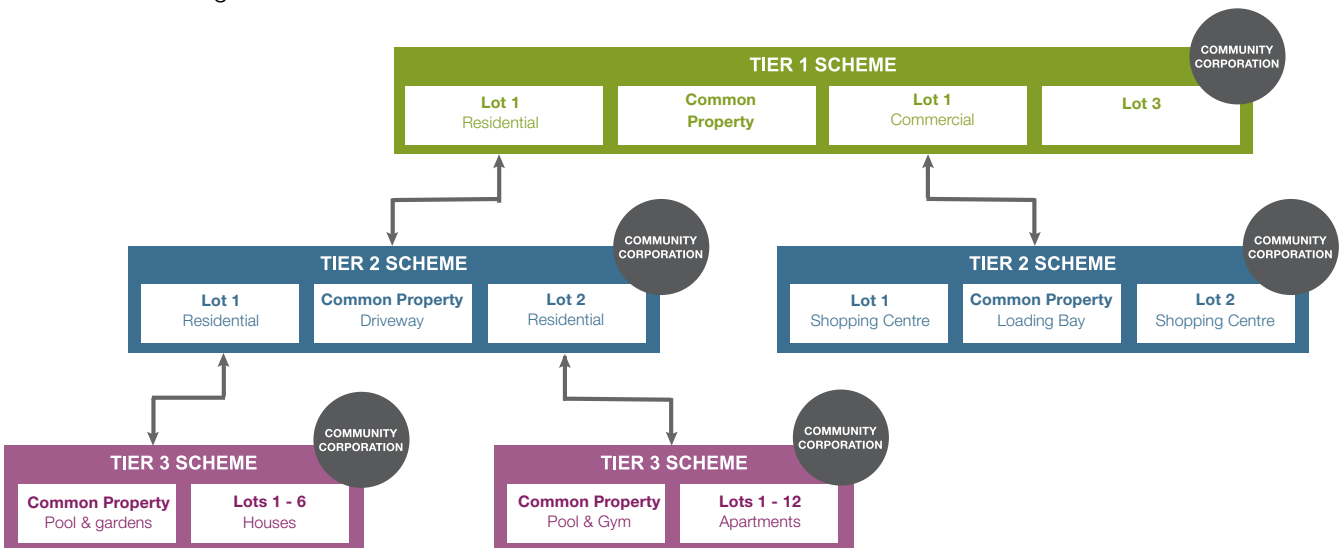 COMMUNITY
CORPORATION
TIER 1 SCHEME
Lot 1
Residential
Common
Property
Lot 1
Commercial
Lot 3
COMMUNITY
CORPORATION
TIER 2 SCHEME
Lot 1
Residential
Common Property
Driveway
Lot 2
Residential
COMMUNITY
CORPORATION
TIER 2 SCHEME
Lot 1
Shopping Centre
Common Property
Loading Bay
Lot 2
Shopping Centre
COMMUNITY
CORPORATION
TIER 3 SCHEME
Common Property
Pool & gardens
Lots 1 - 6
Houses
COMMUNITY
CORPORATION
TIER 3 SCHEME
Common Property
Pool & Gym
Lots 1 - 12
Apartments